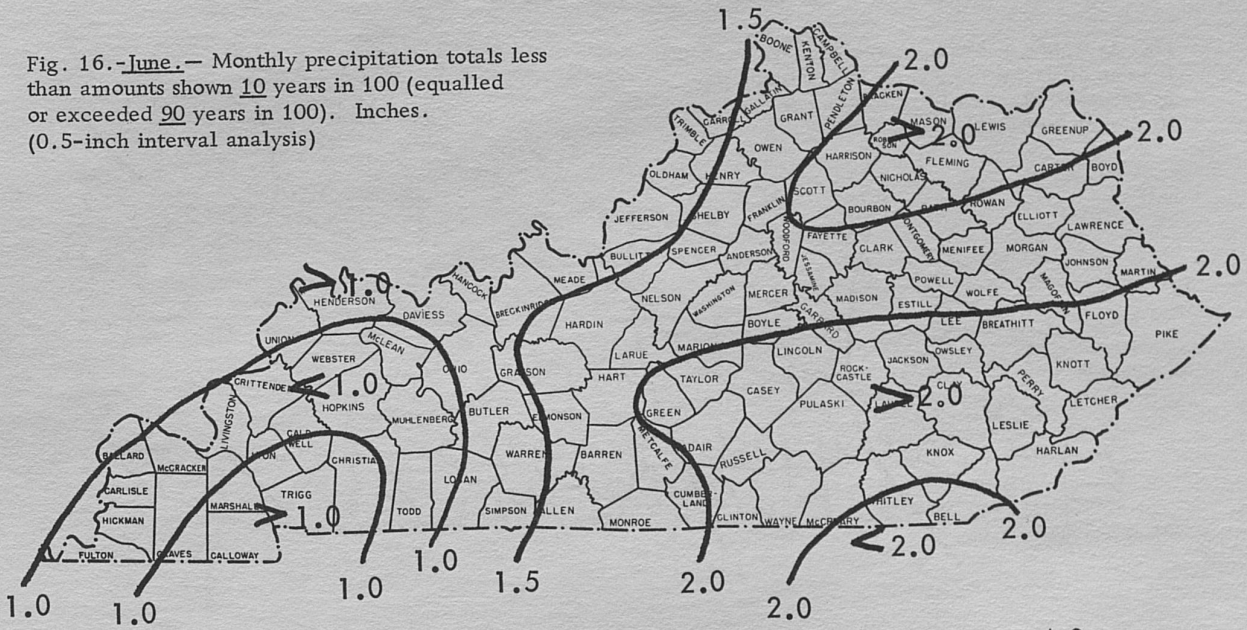 Fig. 16.-June.— Monthly precipitation totals less
than amounts shown 10 years in 100 (equalled
or exceeded 90 years in 100). Inches.
(0.5-inch interval analysis)
1.5
BOONE
KENTON
CAMPBELL
2.0
GALLATIN
PENDLETON
BRACKEN
TRIMBLE
CARROLL
GRANT
MASON
LEWIS
GREENUP
2.0
> 2.0
OWEN
ROBERTSON
HARRISON
FLEMING
CARTER
BOYD
OLDHAM
HENRY
NICHOLAS
SCOTT
ROWAN
JEFFERSON
SHELBY
FRANKLIN
BOURBON
BATH
ELLIOTT
WOODFORD
FAYETTE
MONTGOMERY
LAWRENCE
BULLITT
SPENCER
ANDERSON
CLARK
MENIFEE
MORGAN
JOHNSON
MARTIN
2.0
> 1.0
HANCOCK
MEADE
JESSAMINE
POWELL
MAGOFFIN
HENDERSON
BRECKINRIDGE
NELSON
WASHINGTON
MERCER
MADISON
ESTILL
WOLFE
DAVIESS
HARDIN
BOYLE
GARRARD
LEE
BREATHITT
FLOYD
PIKE
UNION
McLEAN
LARUE
MARION
LINCOLN
WEBSTER
OHIO
GRAYSON
HART
JACKSON
OWSLEY
KNOTT
CRITTENDEN
< 1.0
TAYLOR
CASEY
ROCK-
CASTLE
CLAY
PERRY
LIVINGSTON
HOPKINS
MUHLENBERG
BUTLER
EDMONSON
GREEN
PULASKI
LAUREL
> 2.0
LETCHER
CALD-
WELL
LESLIE
BALLARD
McCRACKEN
LYON
CHRISTIAN
WARREN
BARREN
METCALFE
ADAIR
RUSSELL
KNOX
HARLAN
CARLISLE
MARSHALL
TRIGG
LOGAN
CUMBER-
LAND
WHITLEY
HICKMAN
> 1.0
TODD
SIMPSON
ALLEN
MONROE
CLINTON
WAYNE
McCREARY
BELL
2.0
FULTON
GRAVES
CALLOWAY
< 2.0
1.0
1.0
1.0
1.0
1.5
2.0
2.0